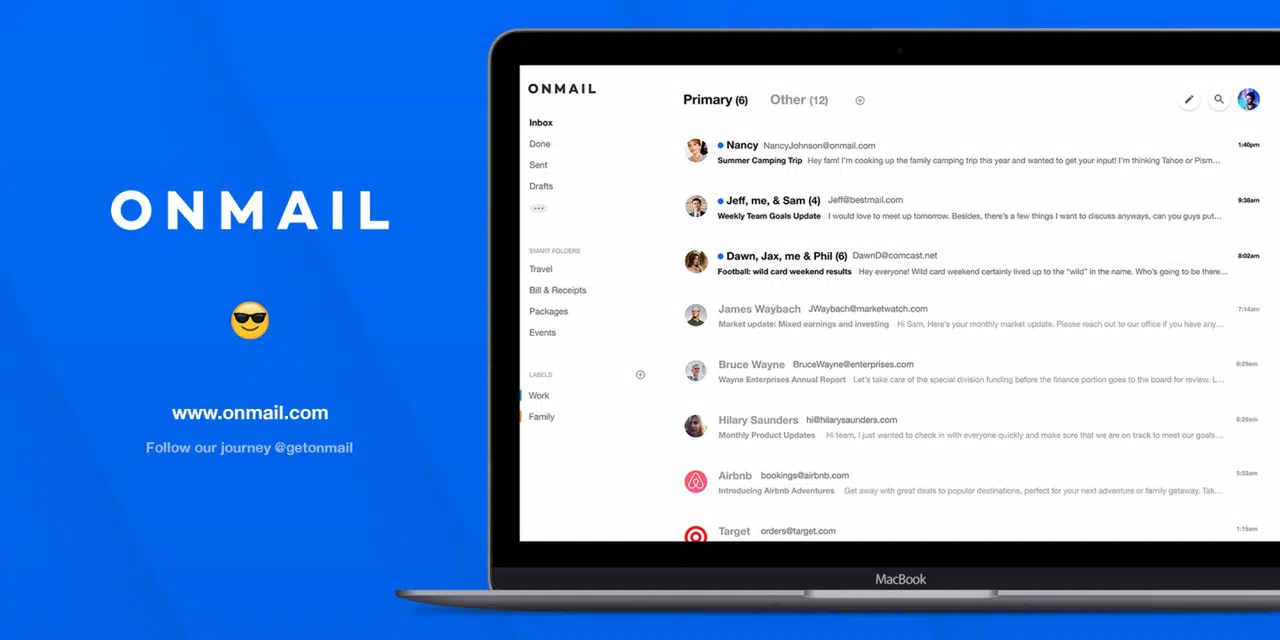 ONMAIL
www.onmail.com
Follow our journey @getonmail
ONMAIL
Inbox
Done
Sent
Drafts
SMART FOLDERS
Travel
Bill & Receipts
Packages
Events
LABELS
Work
Family
Primary (6) Other (12)
Nancy NancyJohnson@onmail.com 1:40pm
Summer Camping Trip Hey fam! I'm cooking up the family camping trip this year and wanted to get your input! I'm thinking Tahoe or Pism...
Jeff, me, & Sam (4) Jeff@bestmail.com 9:38am
Weekly Team Goals Update I would love to meet up tomorrow. Besides, there's a few things I want to discuss anyways, can you guys put...
Dawn, Jax, me & Phil (6) DawnD@comcast.net 8:02am
Football: wild card weekend results Hey everyone! Wild card weekend certainly lived up to the "wild" in the name. Who's going to be there...
James Waybach JWaybach@marketwatch.com 7:14am
Market update: Mixed earnings and investing Hi Sam, Here's your monthly market update. Please reach out to our office if you have any...
Bruce Wayne BruceWayne@enterprises.com 6:29am
Wayne Enterprises Annual Report Let's take care of the special division funding before the finance portion goes to the board for review. L...
Hilary Saunders hi@hilarysaunders.com 6:29am
Monthly Product Updates Hi team, I just wanted to check in with everyone quickly and make sure that we are on track to meet our goals...
Airbnb bookings@airbnb.com 5:53am
Introducing Airbnb Adventures Get away with great deals to popular destinations, perfect for your next adventure or family getaway. Tak...
Target orders@target.com 1:15am
MacBook